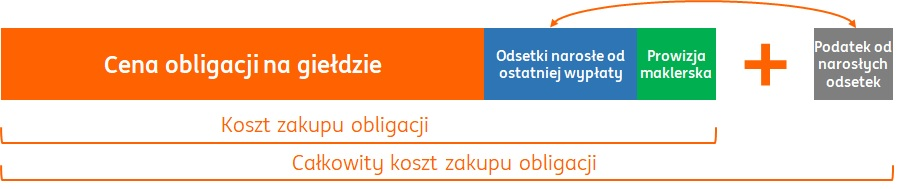 Cena obligacji na giełdzie
Odsetki narosłe od
ostatniej wypłaty
Prowizja
maklerska
+
Podatek od
narosłych
odsetek
Koszt zakupu obligacji
Całkowity koszt zakupu obligacji